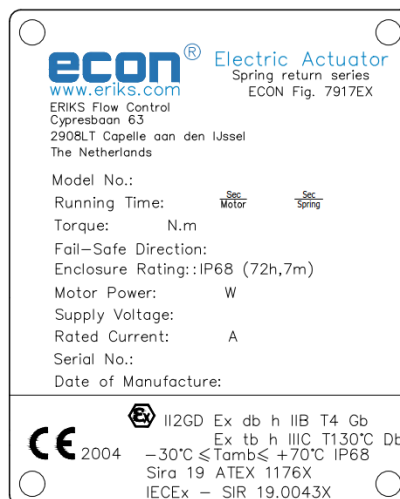 econ® Electric Actuator
www.eriks.com Spring return series
ERIKS Flow Control ECON Fig. 7917EX
Cypresbaan 63
2908LT Capelle aan den IJssel
The Netherlands
Model No.:
Running Time: Sec Motor Sec Spring
Torque: N.m
Fail-Safe Direction:
Enclosure Rating::IP68 (72h,7m)
Motor Power: W
Supply Voltage:
Rated Current: A
Serial No.:
Date of Manufacture:
CE 2004 Ex II2GD Ex db h IIB T4 Gb
Ex tb h IIIC T130°C Db
-30°C ≤Tamb≤ +70°C IP68
Sira 19 ATEX 1176X
IECEx - SIR 19.0043X